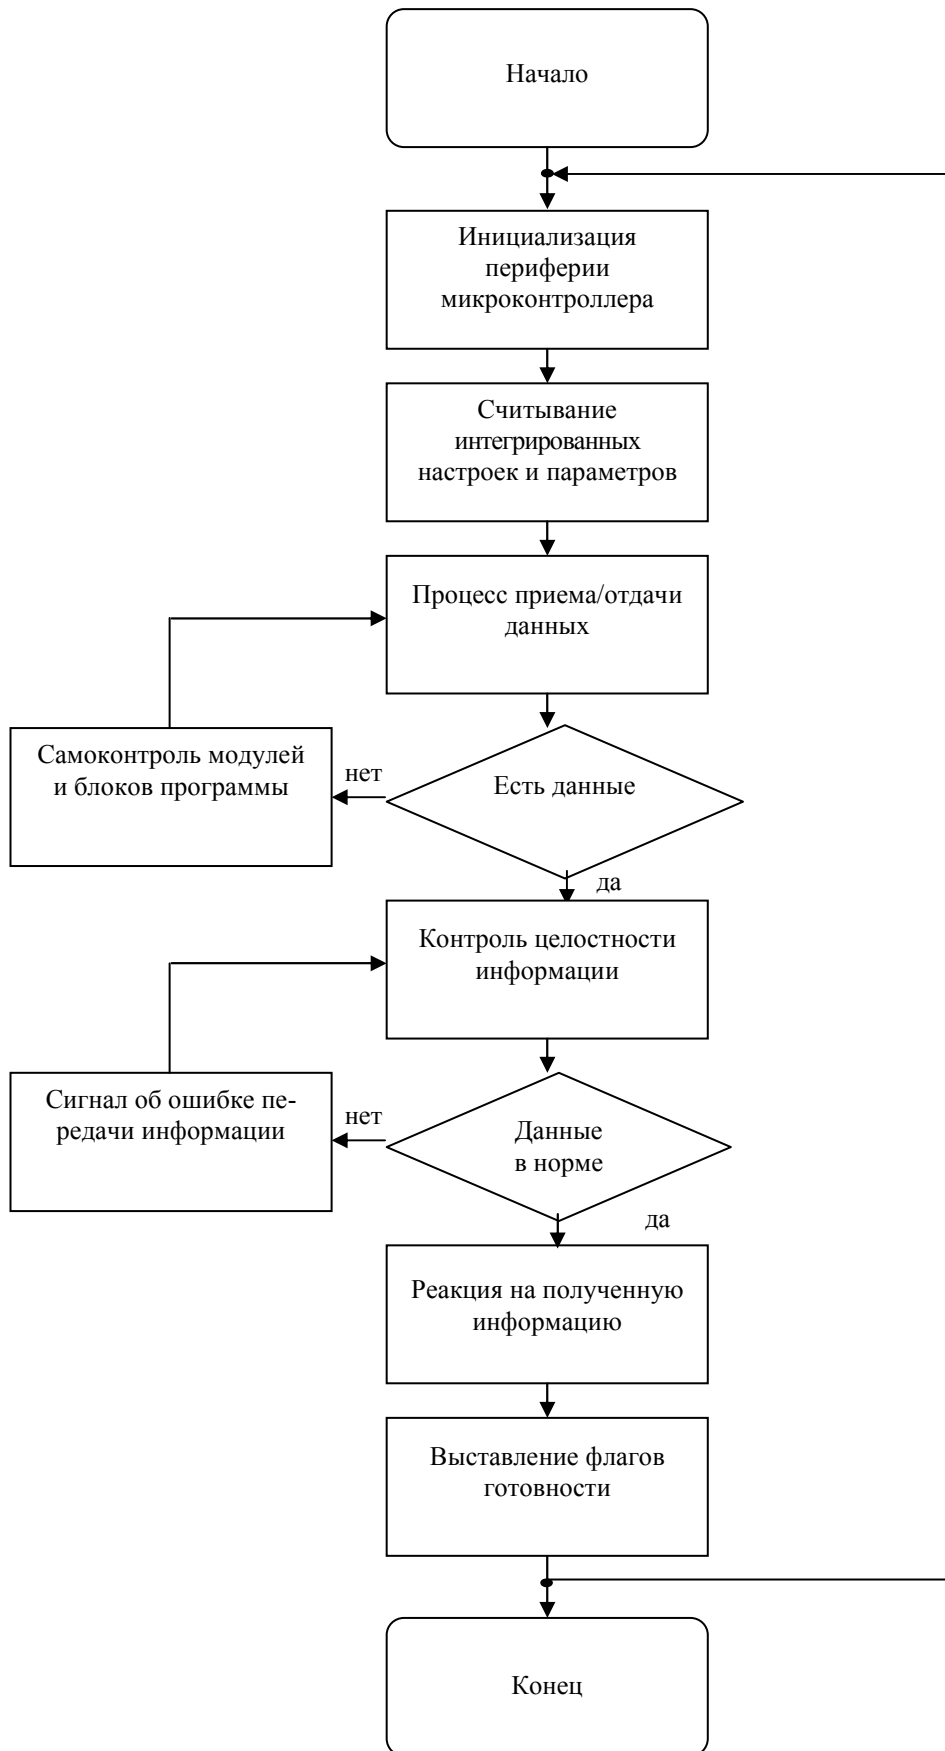 Начало
Инициализация
периферии
микроконтроллера
Считывание
интегрированных
настроек и параметров
Процесс приема/отдачи
данных
Самоконтроль модулей
и блоков программы
нет
Есть данные
да
Контроль целостности
информации
Сигнал об ошибке пе-
редачи информации
нет
Данные
в норме
да
Реакция на полученную
информацию
Выставление флагов
готовности
Конец